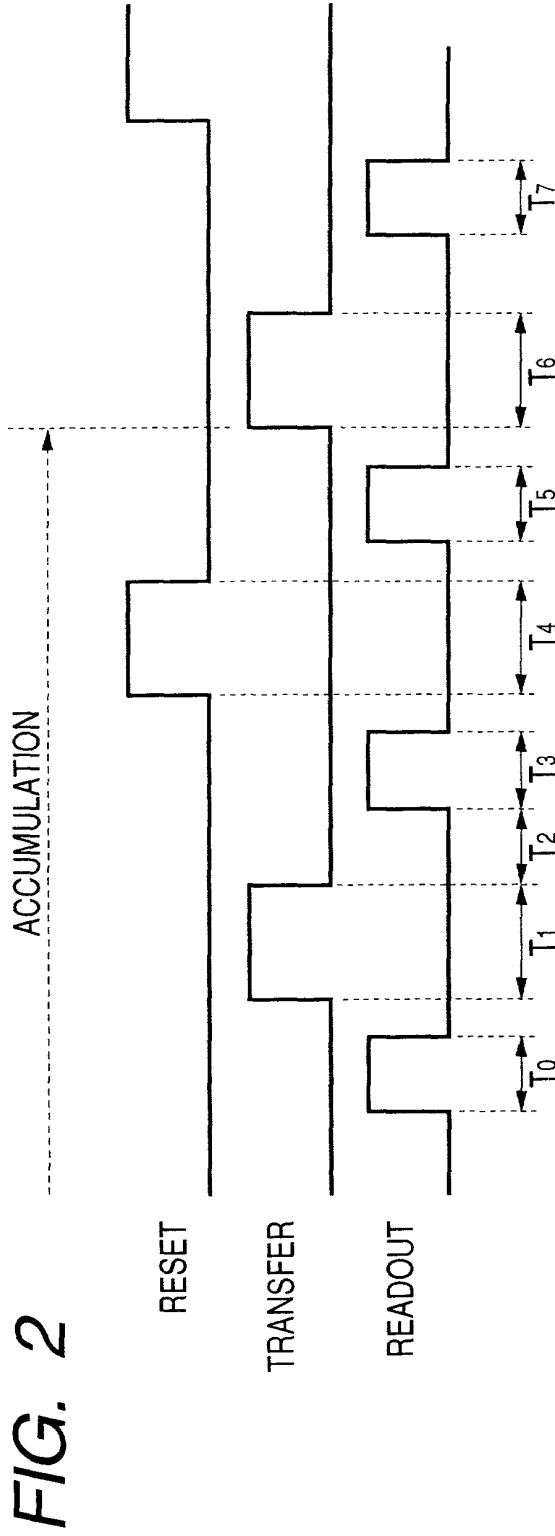 FIG. 2
ACCUMULATION
RESET
TRANSFER
READOUT
T0 T1 T2 T3 T4 T5 T6 T7